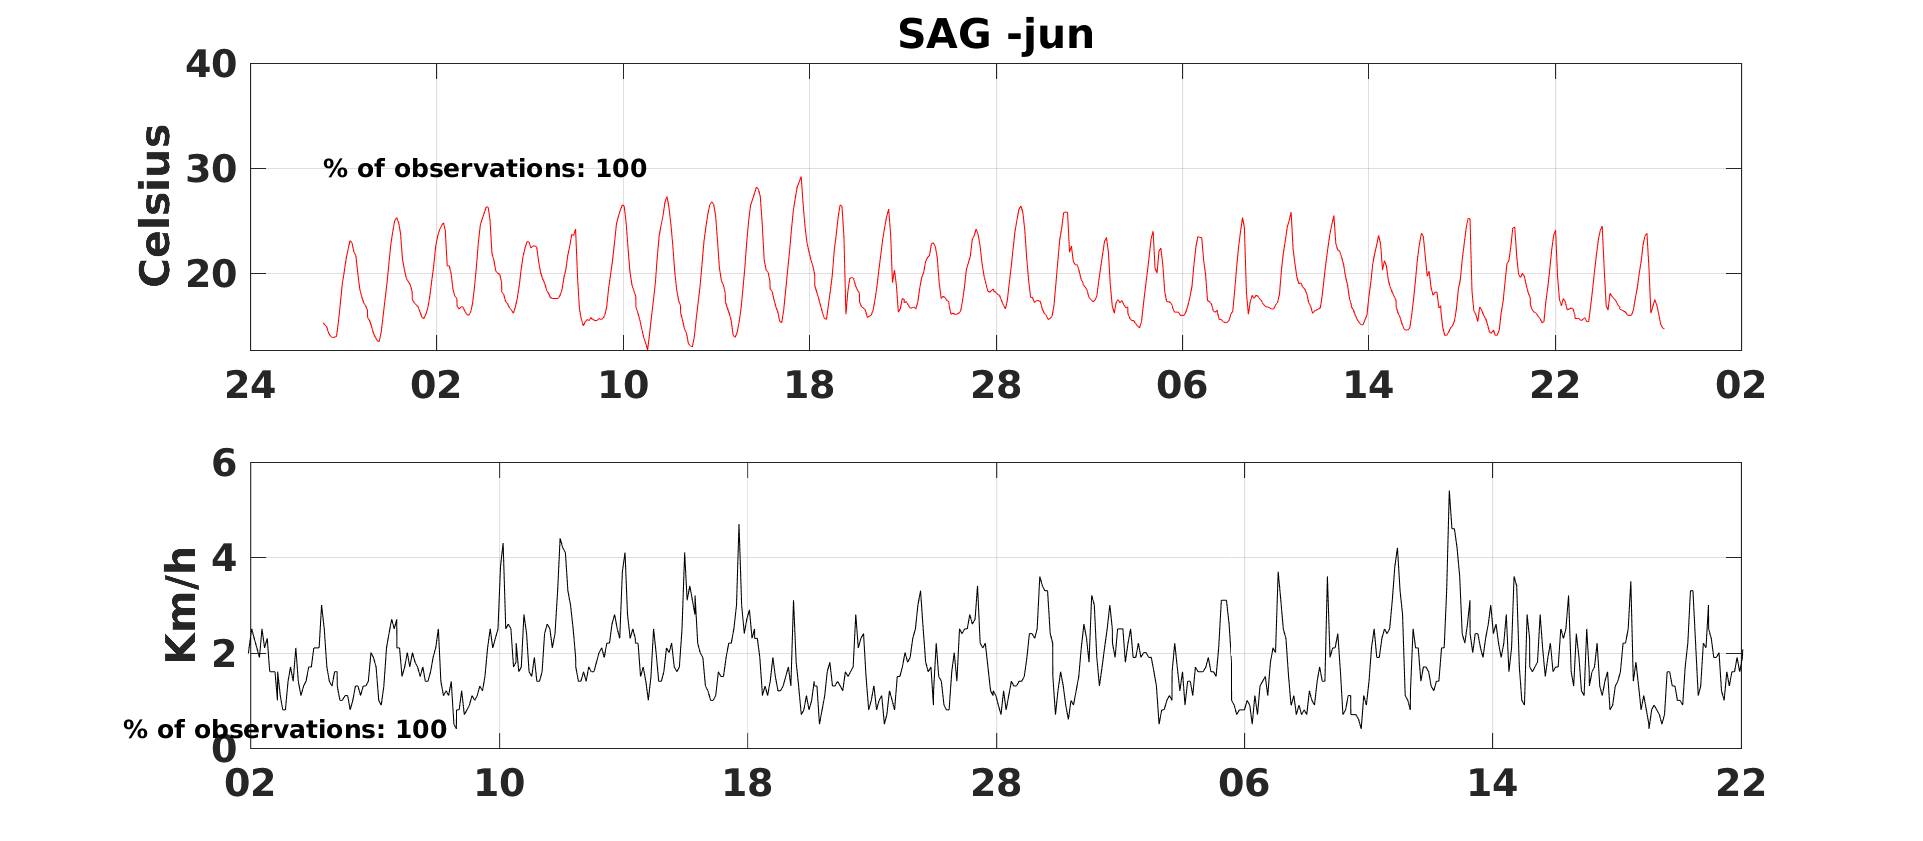 SAG -jun
40
30
20
Celsius
% of observations: 100
24 02 10 18 28 06 14 22 02
6
4
2
0
Km/h
% of observations: 100
02 10 18 28 06 14 22